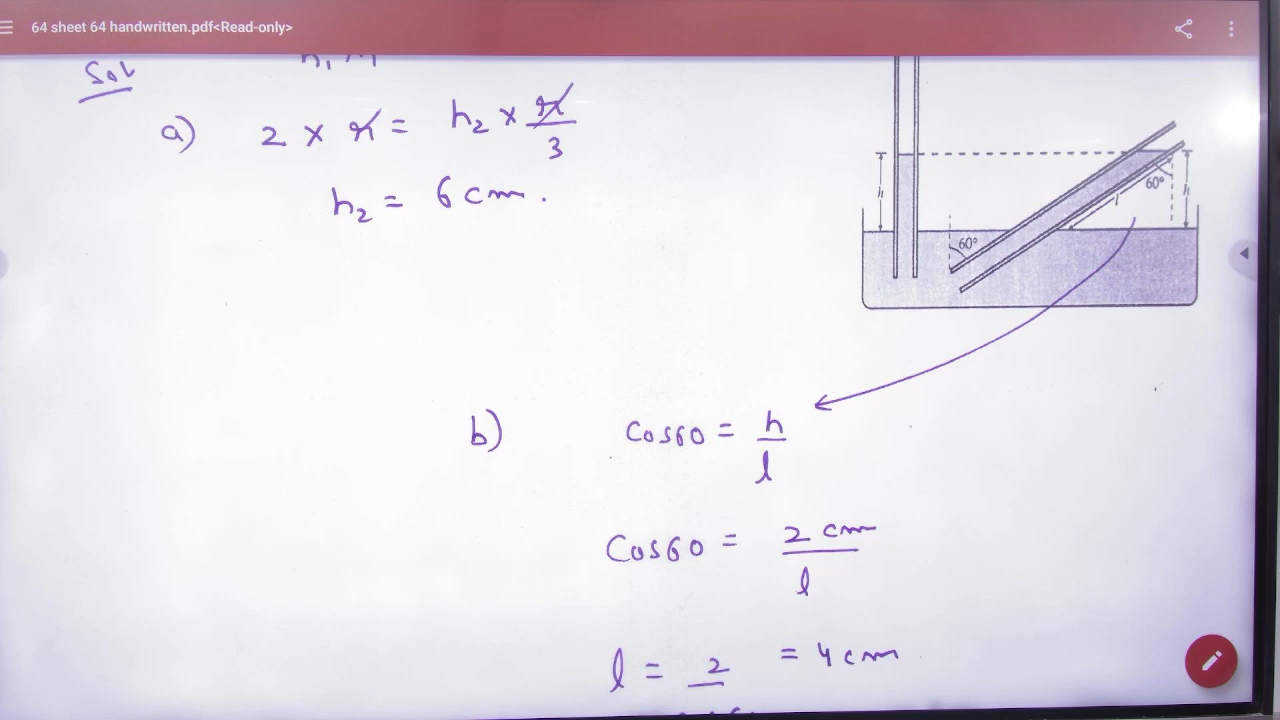 64 sheet 64 handwritten.pdf<Read-only>
Sol
a) 2 × r = h₂ × r/3
h₂ = 6 cm.
h
60°
l
60°
h
b) Cos60 = h/l
Cos60 = 2 cm/l
l = 2 = 4 cm